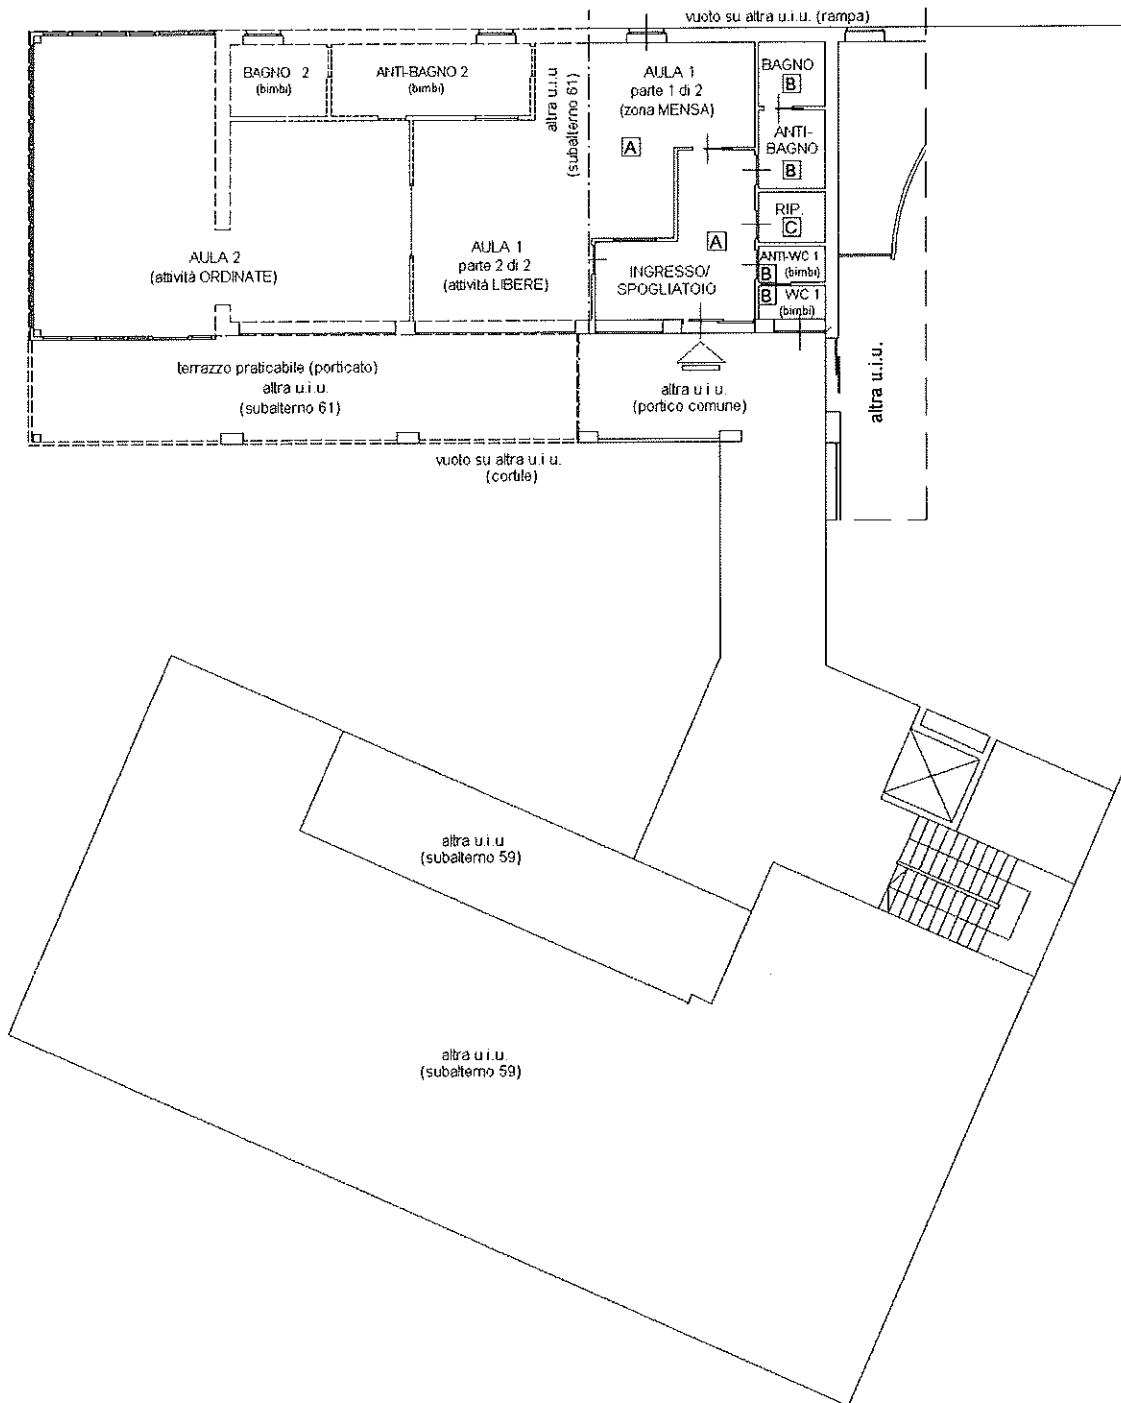 vuoto su altra u.i.u. (rampa)
BAGNO 2
(bimbi)
ANTI-BAGNO 2
(bimbi)
altra u.i.u
(subalterno 61)
AULA 1
parte 1 di 2
(zona MENSA)
A
BAGNO
B
ANTI-
BAGNO
B
RIP.
C
ANTI-WC 1
B (bimbi)
B WC 1
(bimbi)
A
INGRESSO/
SPOGLIATOIO
AULA 2
(attività ORDINATE)
AULA 1
parte 2 di 2
(attività LIBERE)
terrazzo praticabile (porticato)
altra u.i.u.
(subalterno 61)
altra u i u.
(portico comune)
altra u.i.u.
vuoto su altra u.i u.
(cortile)
altra u.i.u
(subalterno 59)
altra u i.u.
(subalterno 59)